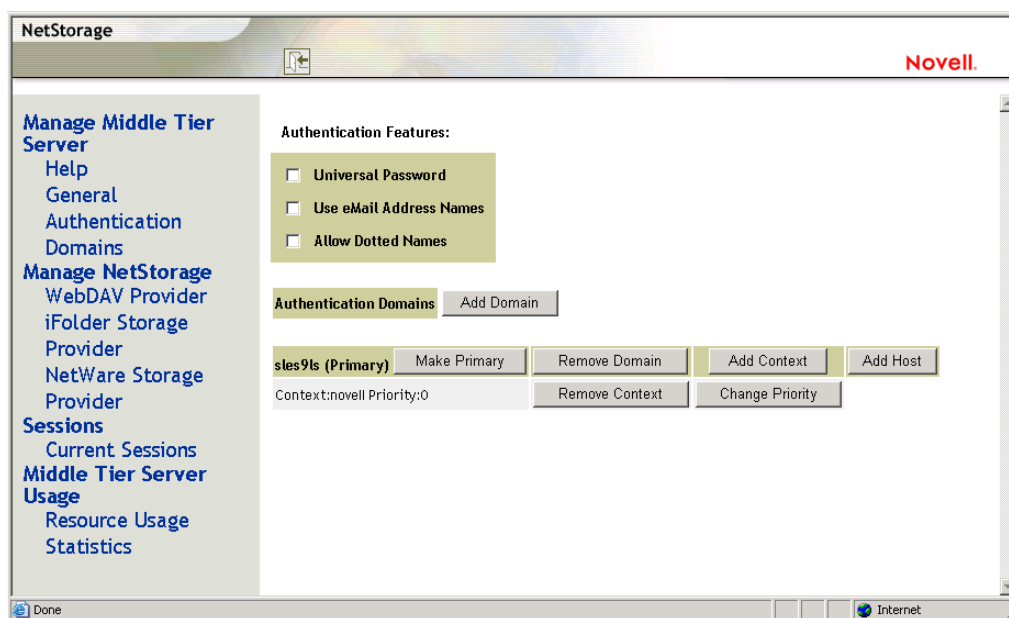 NetStorage
Novell.
Manage Middle Tier
Server
Help
General
Authentication
Domains
Manage NetStorage
WebDAV Provider
iFolder Storage
Provider
NetWare Storage
Provider
Sessions
Current Sessions
Middle Tier Server
Usage
Resource Usage
Statistics
Authentication Features:
Universal Password
Use eMail Address Names
Allow Dotted Names
Authentication Domains Add Domain
sles9ls (Primary) Make Primary Remove Domain Add Context Add Host
Context:novell Priority:0 Remove Context Change Priority
Done Internet